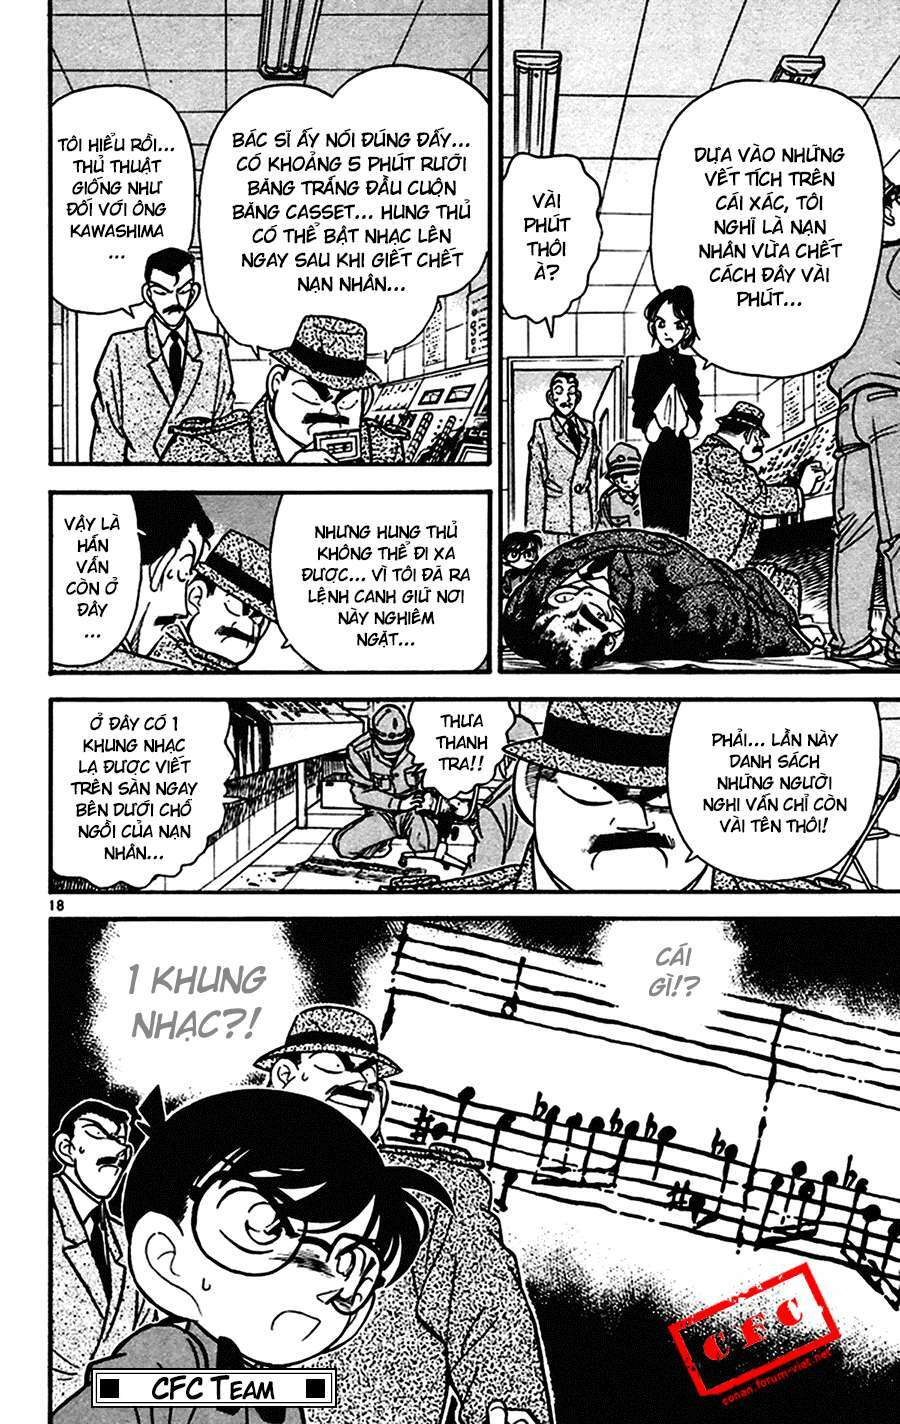 DỰA VÀO NHỮNG
VẾT TÍCH TRÊN
CÁI XÁC, TÔI
NGHĨ LÀ NẠN
NHÂN VỪA CHẾT
CÁCH ĐÂY VÀI
PHÚT...
VÀI
PHÚT
THÔI
À?
BÁC SĨ ẤY NÓI ĐÚNG ĐẤY...
CÓ KHOẢNG 5 PHÚT RƯỠI
BĂNG TRẮNG ĐẦU CUỘN
BĂNG CASSET... HUNG THỦ
CÓ THỂ BẬT NHẠC LÊN
NGAY SAU KHI GIẾT CHẾT
NẠN NHÂN...
TÔI HIỂU RỒI...
THỦ THUẬT
GIỐNG NHƯ
ĐỐI VỚI ÔNG
KAWASHIMA
...
NHƯNG HUNG THỦ
KHÔNG THỂ ĐI XA
ĐƯỢC... VÌ TÔI ĐÃ RA
LỆNH CANH GIỮ NƠI
NÀY NGHIÊM
NGẶT...
VẬY LÀ
HẮN
VẪN
CÒN Ở
ĐÂY
...
PHẢI... LẦN NÀY
DANH SÁCH
NHỮNG NGƯỜI
NGHI VẤN CHỈ CÒN
VÀI TÊN THÔI!
THƯA
THANH
TRA!!
Ở ĐÂY CÓ 1
KHUNG NHẠC
LẠ ĐƯỢC VIẾT
TRÊN SÀN NGAY
BÊN DƯỚI CHỖ
NGỒI CỦA NẠN
NHÂN...
18
CÁI
GÌ!?
1 KHUNG
NHẠC?!
CFC
conan.forum-viet.net
CFC TEAM